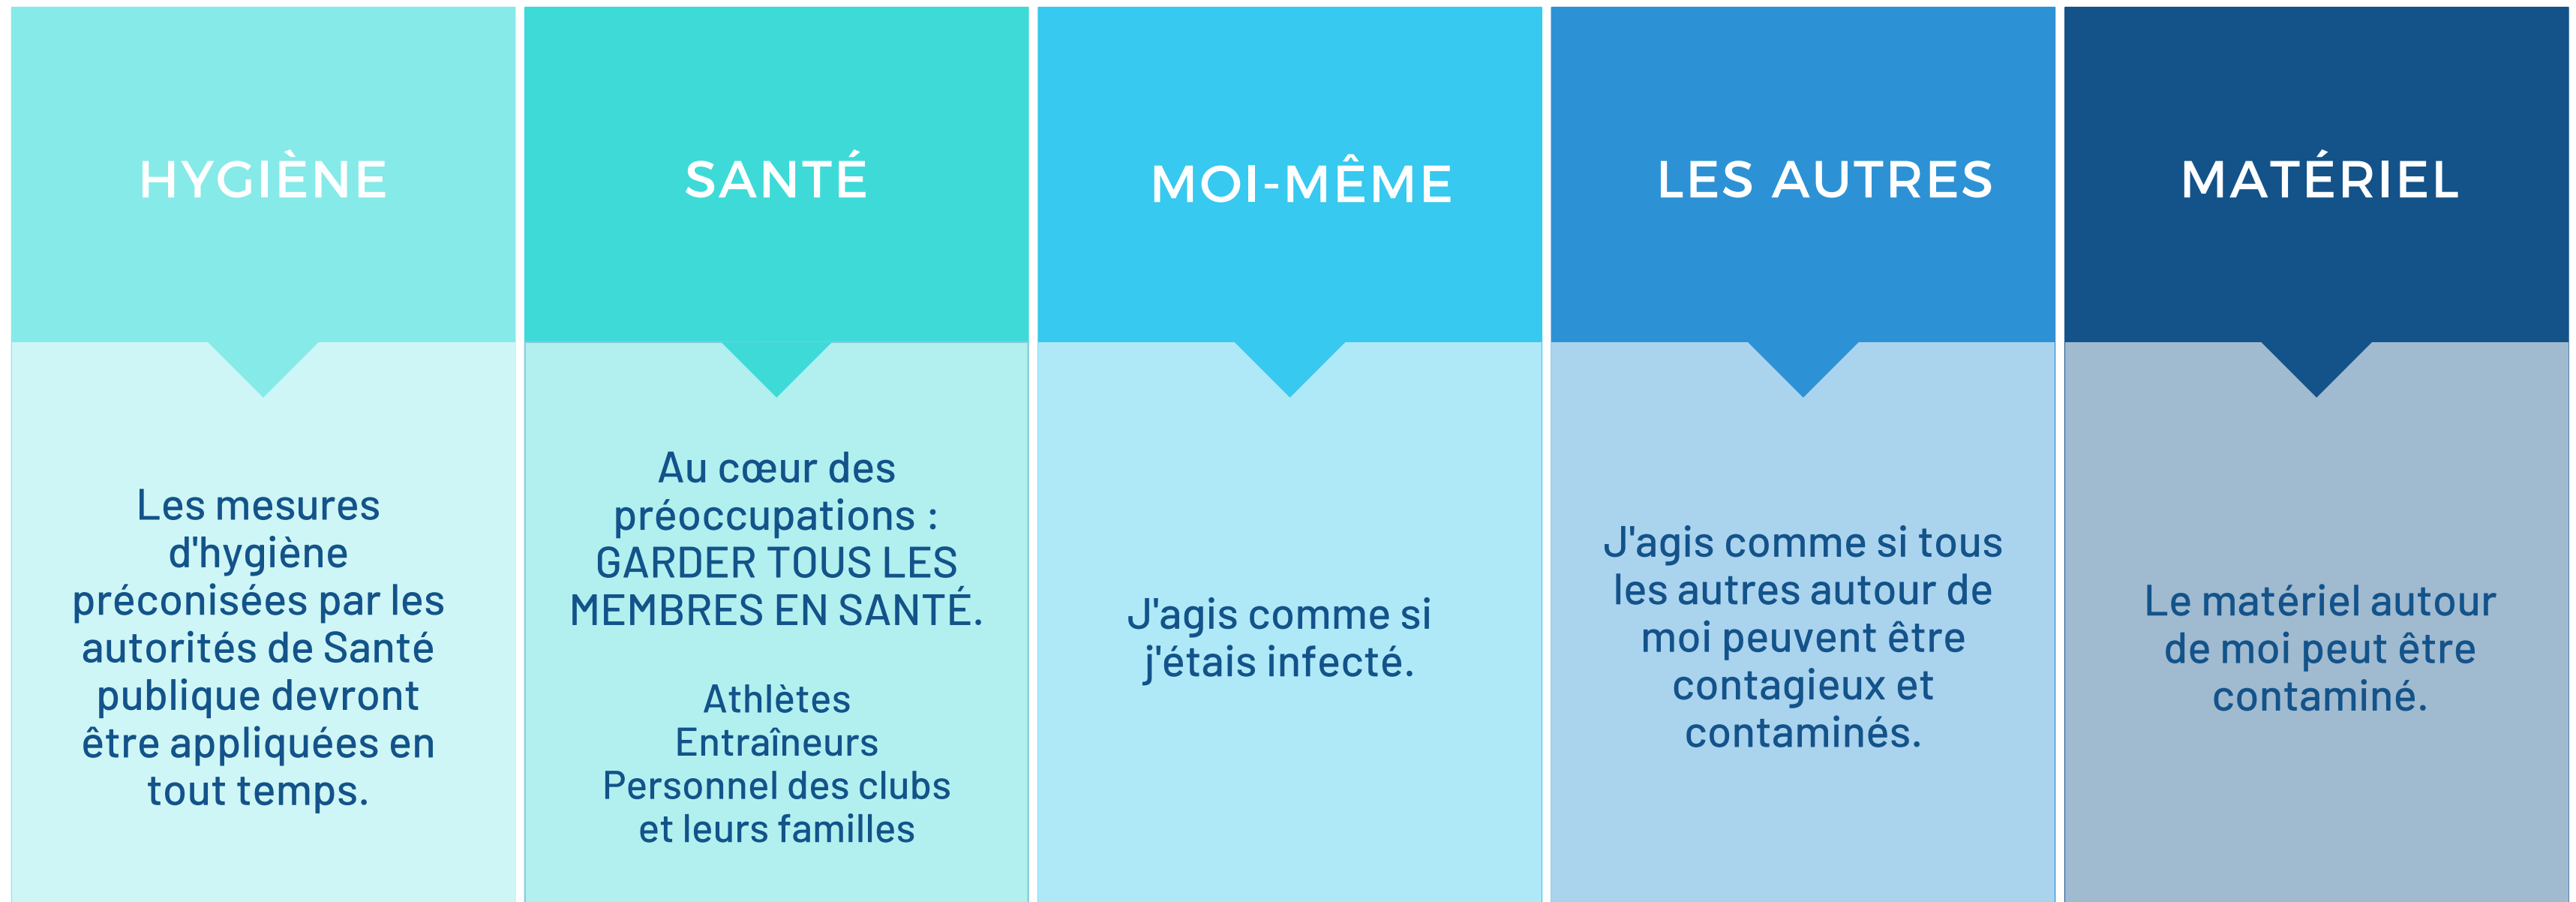 HYGIÈNE
Les mesures
d'hygiène
préconisées par les
autorités de Santé
publique devront
être appliquées en
tout temps.
SANTÉ
Au cœur des
préoccupations :
GARDER TOUS LES
MEMBRES EN SANTÉ.
Athlètes
Entraîneurs
Personnel des clubs
et leurs familles
MOI-MÊME
J'agis comme si
j'étais infecté.
LES AUTRES
J'agis comme si tous
les autres autour de
moi peuvent être
contagieux et
contaminés.
MATÉRIEL
Le matériel autour
de moi peut être
contaminé.